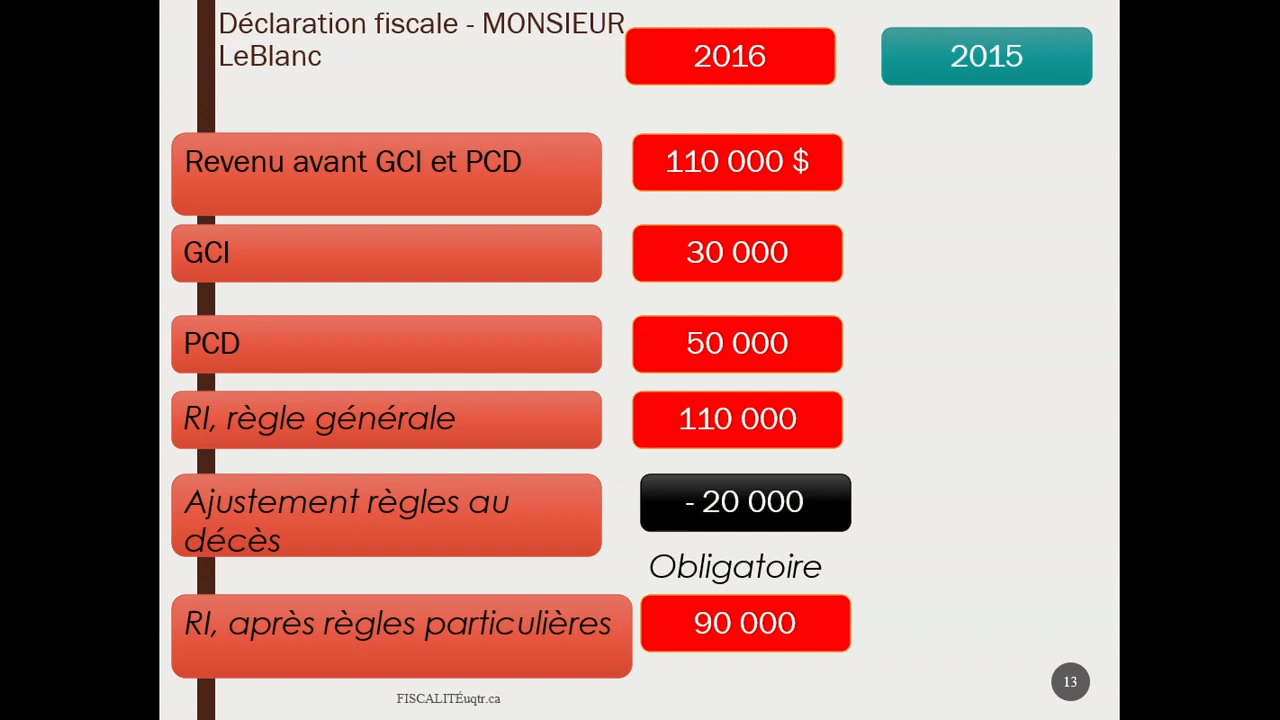 Déclaration fiscale - MONSIEUR
LeBlanc
2016
2015
Revenu avant GCI et PCD
110 000 $
GCI
30 000
PCD
50 000
RI, règle générale
110 000
Ajustement règles au
décès
- 20 000
Obligatoire
RI, après règles particulières
90 000
FISCALITÉuqtr.ca
13